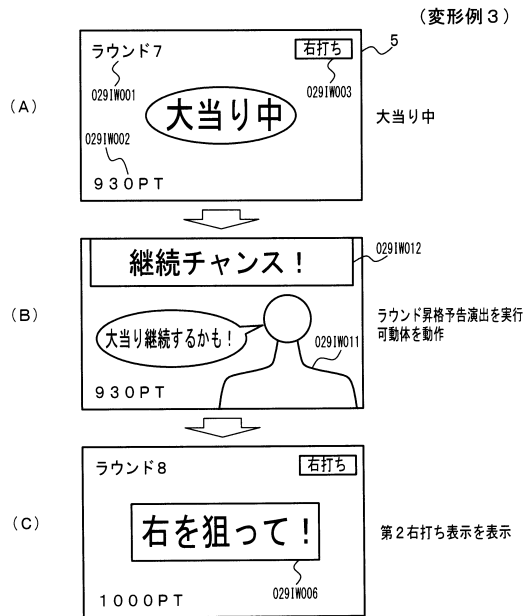 (変形例3)
ラウンド7
右打ち
5
029IW001
029IW003
(A)
大当り中
大当り中
029IW002
930PT
継続チャンス!
029IW012
(B)
大当り継続するかも!
ラウンド昇格予告演出を実行
可動体を動作
029IW011
930PT
ラウンド8
右打ち
(C)
右を狙って!
第2右打ち表示を表示
029IW006
1000PT